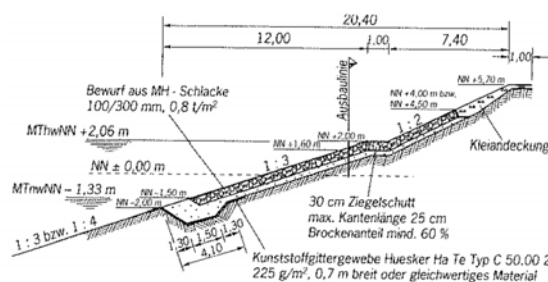 20,40
12,00
1,00
7,40
1,00
Bewurf aus MH - Schlacke
100/300 mm, 0,8 t/m²
Ausbaulinie
NN +5,70 m
NN +4,00 m bzw.
+4,50 m
MThwNN + 2,06 m
NN +2,00 m
+1,60 m
1:2
Kleiandeckung
NN ± 0,00 m
1:3
MTnwNN – 1,33 m
NN –1,50 m
NN –2,00 m
30 cm Ziegelschutt
max. Kantenlänge 25 cm
Brockenanteil mind. 60 %
1:3 bzw. 1:4
1,30
1,50
1,30
4,10
Kunststoffgittergewebe Huesker Ha Te Typ C 50.00 2
225 g/m², 0,7 m breit oder gleichwertiges Material